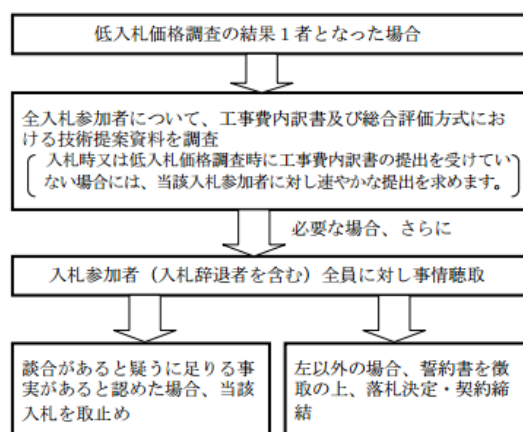 低入札価格調査の結果1者となった場合
全入札参加者について、工事費内訳書及び総合評価方式にお
ける技術提案資料を調査
入札時又は低入札価格調査時に工事費内訳書の提出を受けてい
ない場合には、当該入札参加者に対し速やかな提出を求めます。
必要な場合、さらに
入札参加者（入札辞退者を含む）全員に対し事情聴取
談合があると疑うに足りる事
実があると認めた場合、当該
入札を取止め
左以外の場合、誓約書を徴
取の上、落札決定・契約締
結